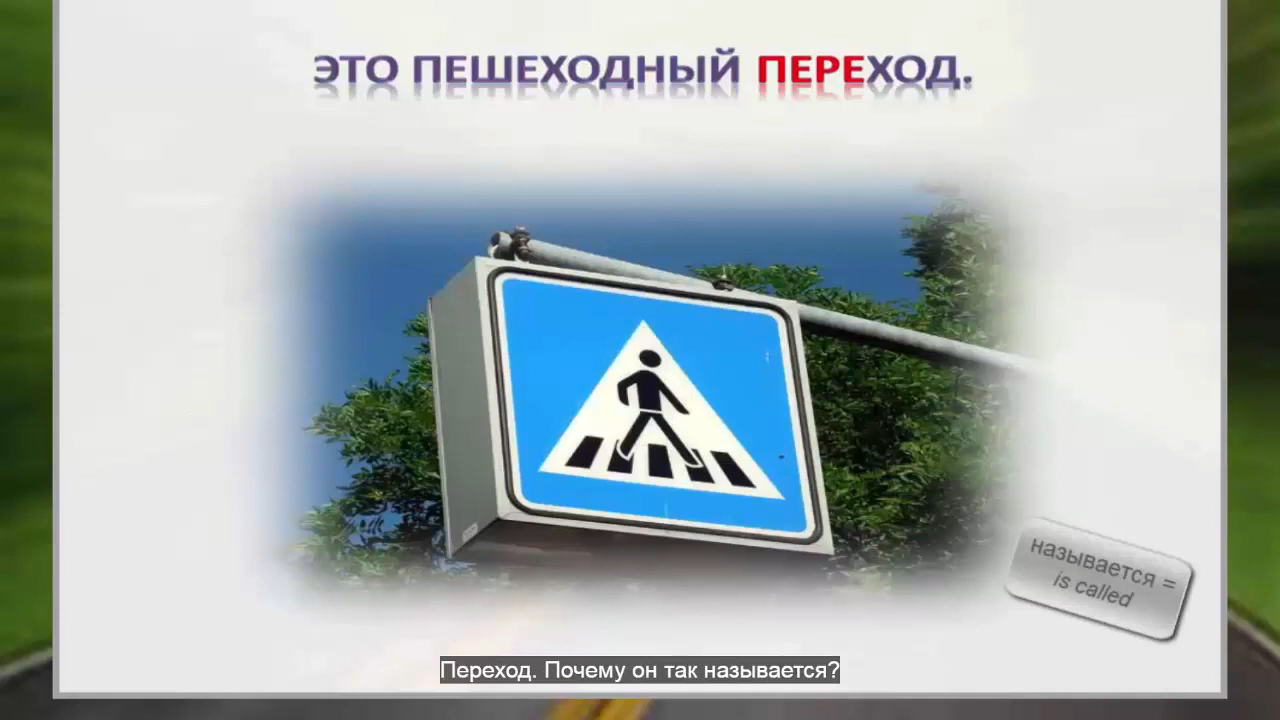 ЭТО ПЕШЕХОДНЫЙ ПЕРЕХОД.
называется =
is called
Переход. Почему он так называется?